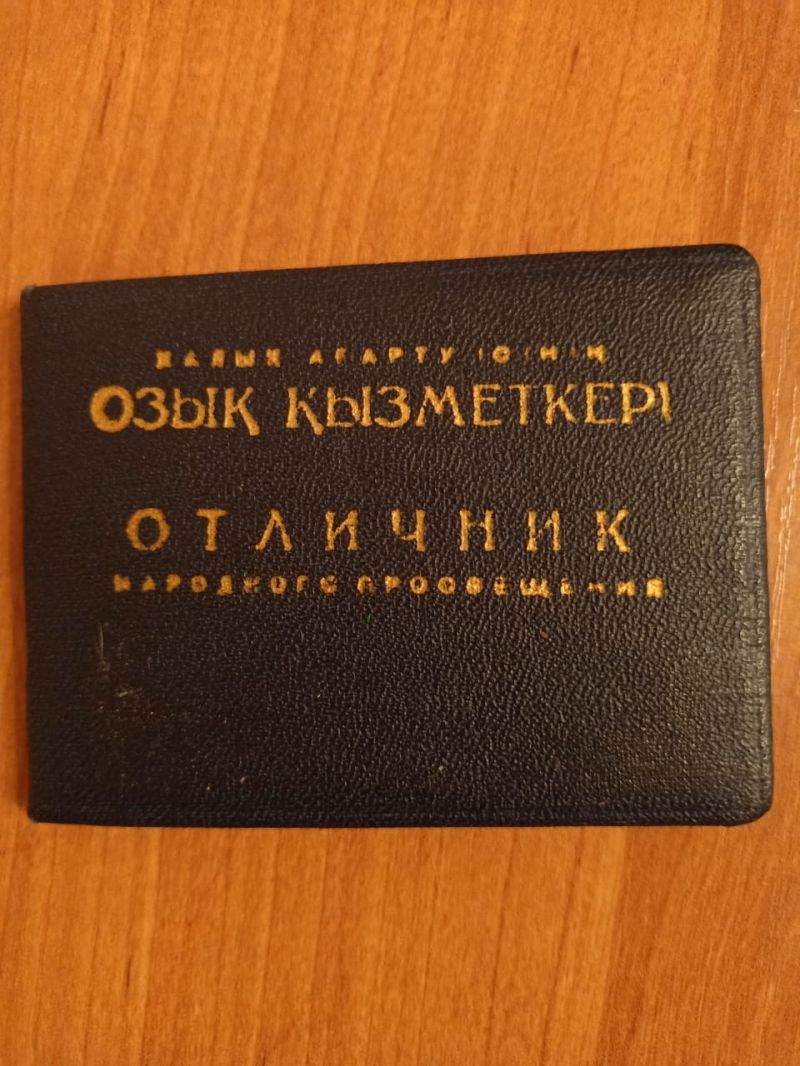 ХАЛЫҚ АҒАРТУ ІСІНІҢ
ОЗЫҚ ҚЫЗМЕТКЕРІ
ОТЛИЧНИК
НАРОДНОГО ПРОСВЕЩЕНИЯ